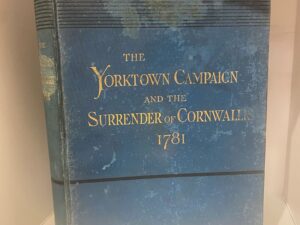 THE
YORKTOWN CAMPAIGN
AND THE
SURRENDER OF CORNWALL
1781